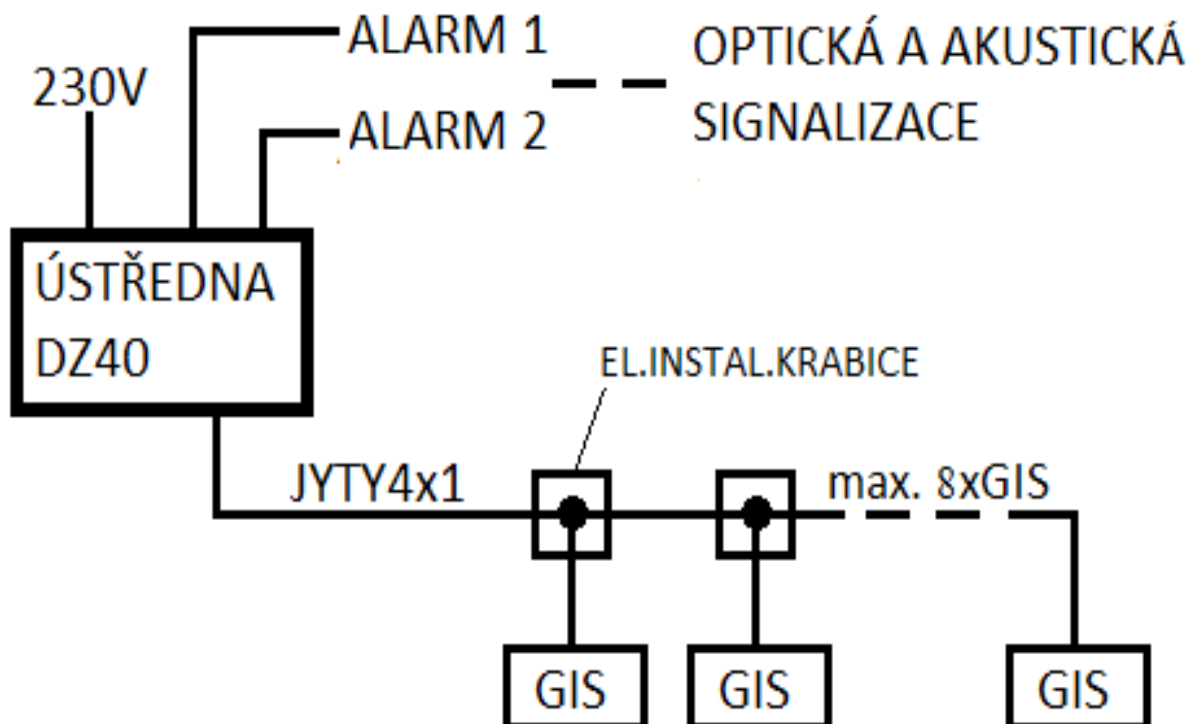 ALARM 1
OPTICKÁ A AKUSTICKÁ
230V
ALARM 2
SIGNALIZACE
ÚSTŘEDNA
DZ40
EL.INSTAL.KRABICE
JYTY4x1
max. 8xGIS
GIS
GIS
GIS